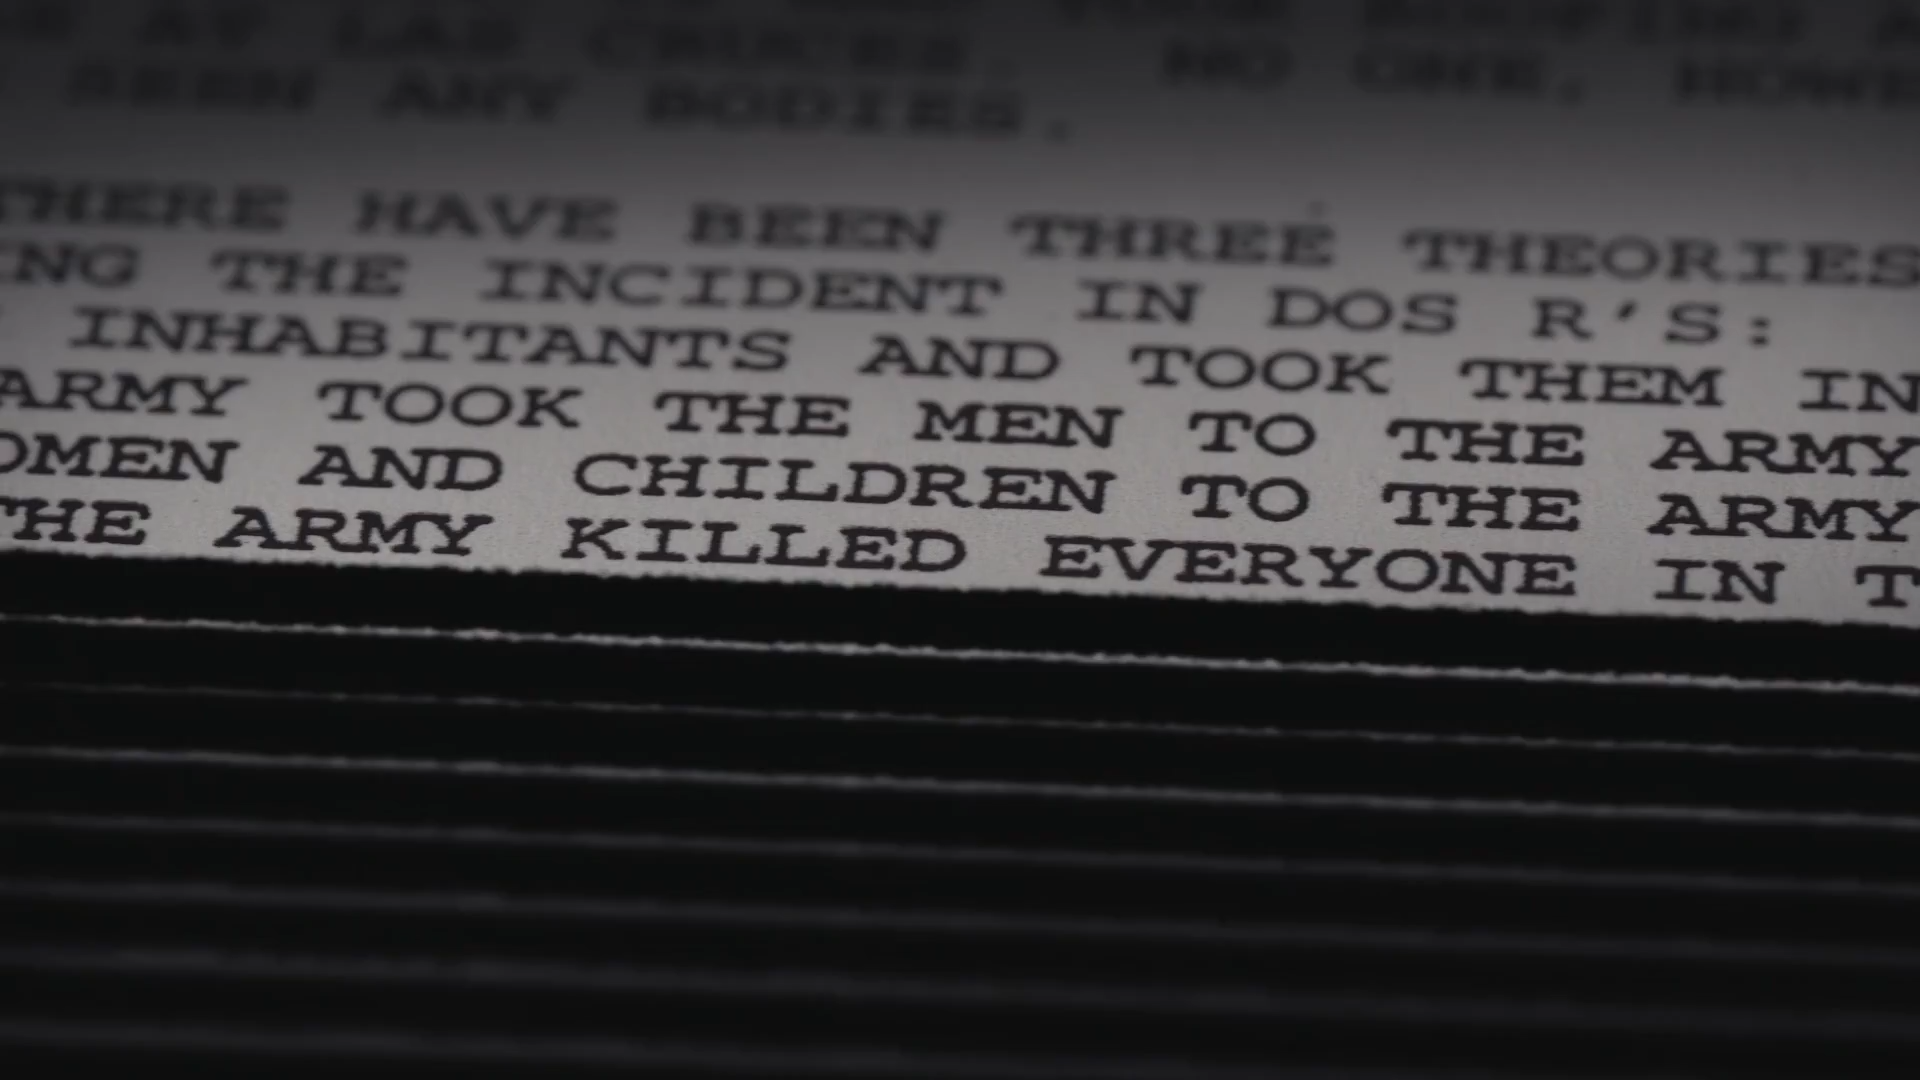 AT LAS CRUCES. NO ONE, HOWE
SEEN ANY BODIES.
THERE HAVE BEEN THREE THEORIES
ING THE INCIDENT IN DOS R'S:
INHABITANTS AND TOOK THEM IN
ARMY TOOK THE MEN TO THE ARMY
OMEN AND CHILDREN TO THE ARMY
THE ARMY KILLED EVERYONE IN T